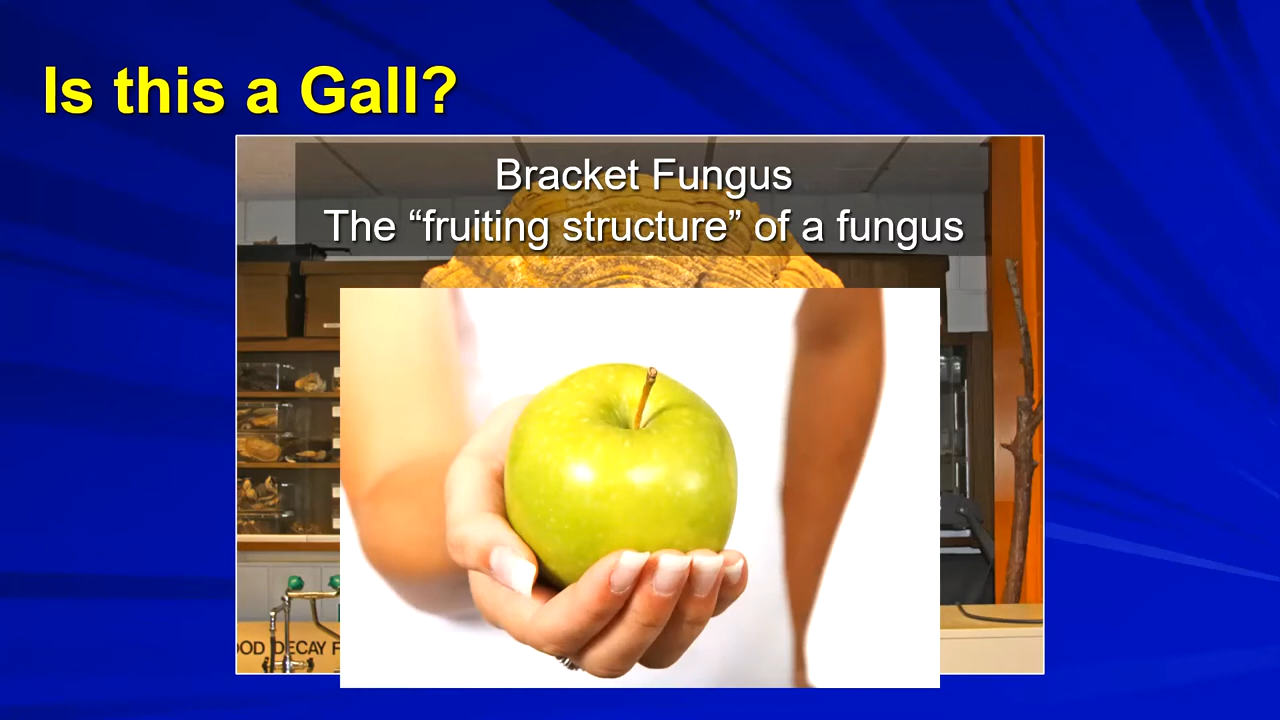 Is this a Gall?
Bracket Fungus
The “fruiting structure” of a fungus
OOD DECAY F